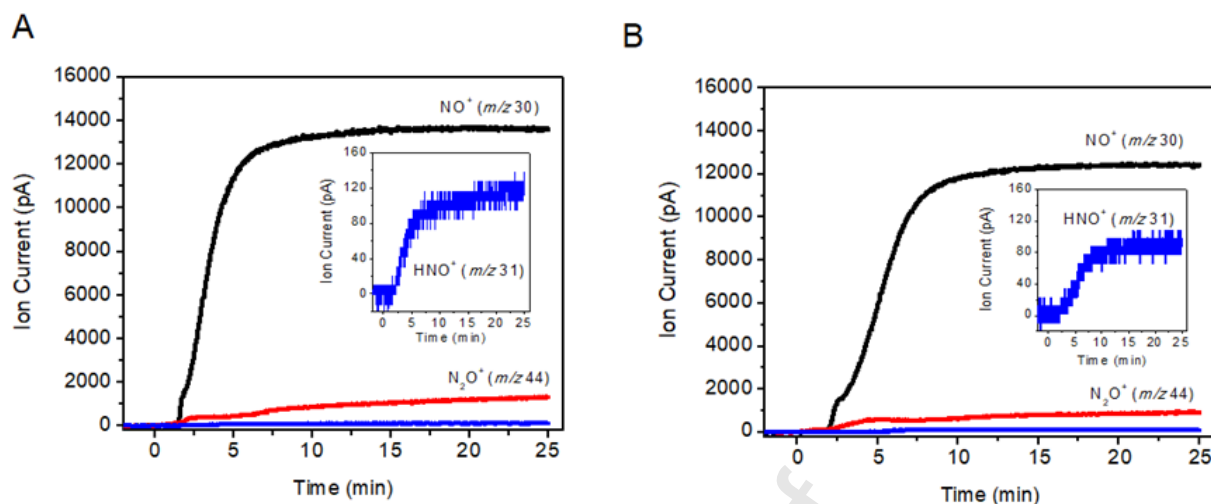 A
Ion Current (pA)
16000
14000
12000
10000
8000
6000
4000
2000
0
NO⁺ (m/z 30)
Ion Current (pA)
160
120
80
40
0
HNO⁺ (m/z 31)
0 5 10 15 20 25
Time (min)
N₂O⁺ (m/z 44)
0 5 10 15 20 25
Time (min)
B
Ion Current (pA)
16000
14000
12000
10000
8000
6000
4000
2000
0
NO⁺ (m/z 30)
Ion Current (pA)
160
120
80
40
0
HNO⁺ (m/z 31)
0 5 10 15 20 25
Time (min)
N₂O⁺ (m/z 44)
0 5 10 15 20 25
Time (min)